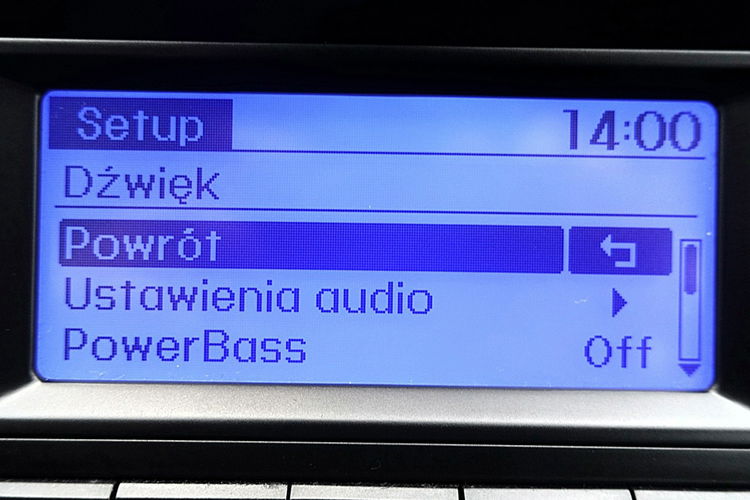 Setup 14:00
Dźwięk
Powrót
Ustawienia audio
PowerBass Off